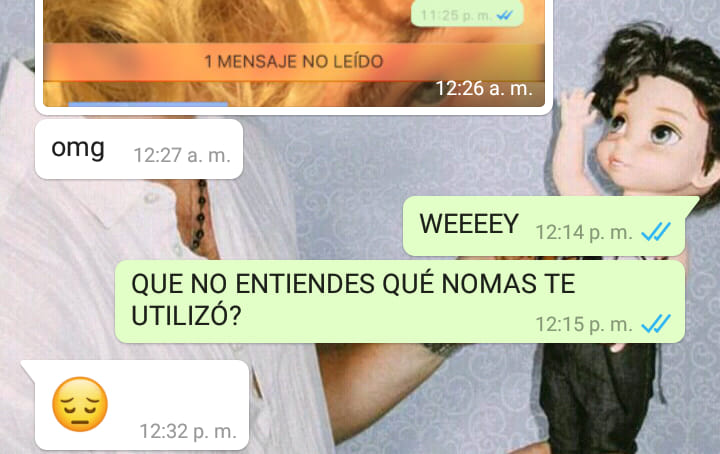 11:25 p. m.
1 MENSAJE NO LEÍDO
12:26 a. m.
omg 12:27 a. m.
WEEEEY 12:14 p. m.
QUE NO ENTIENDES QUÉ NOMAS TE
UTILIZÓ?
12:15 p. m.
😔
12:32 p. m.